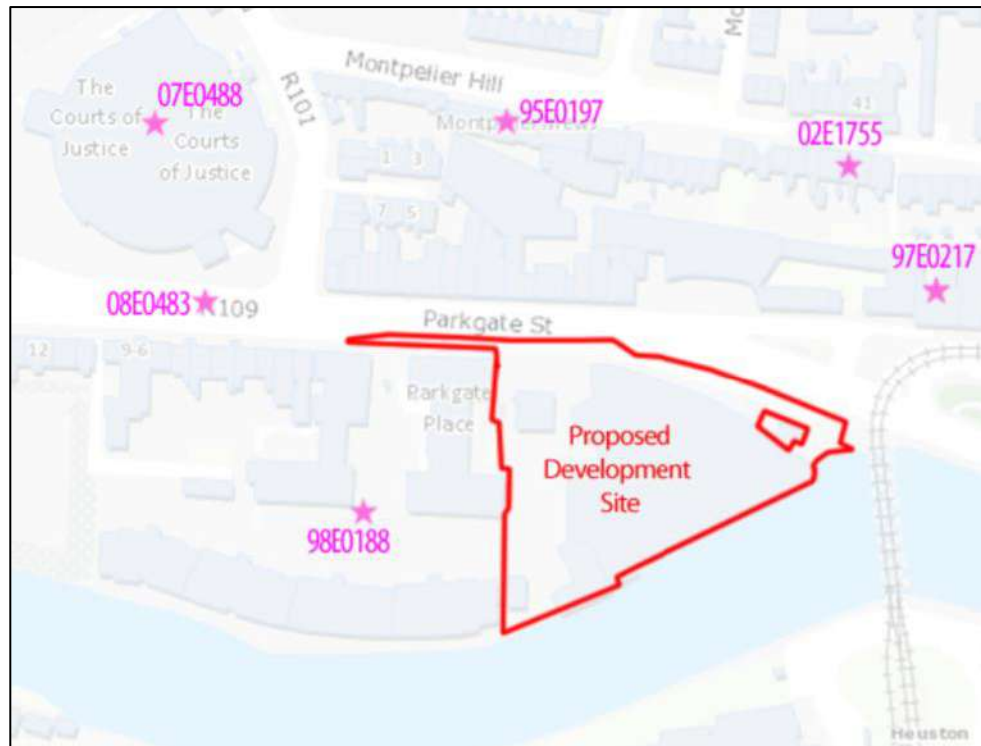 Montpelier Hill
Mo
R101
The
Courts of
Justice
07E0488
The
Courts
of Justice
95E0197
41
02E1755
1 3
7 5
97E0217
08E0483
109
Parkgate St
12
9-6
Parkgate
Place
Proposed
Development
Site
98E0188
Heuston